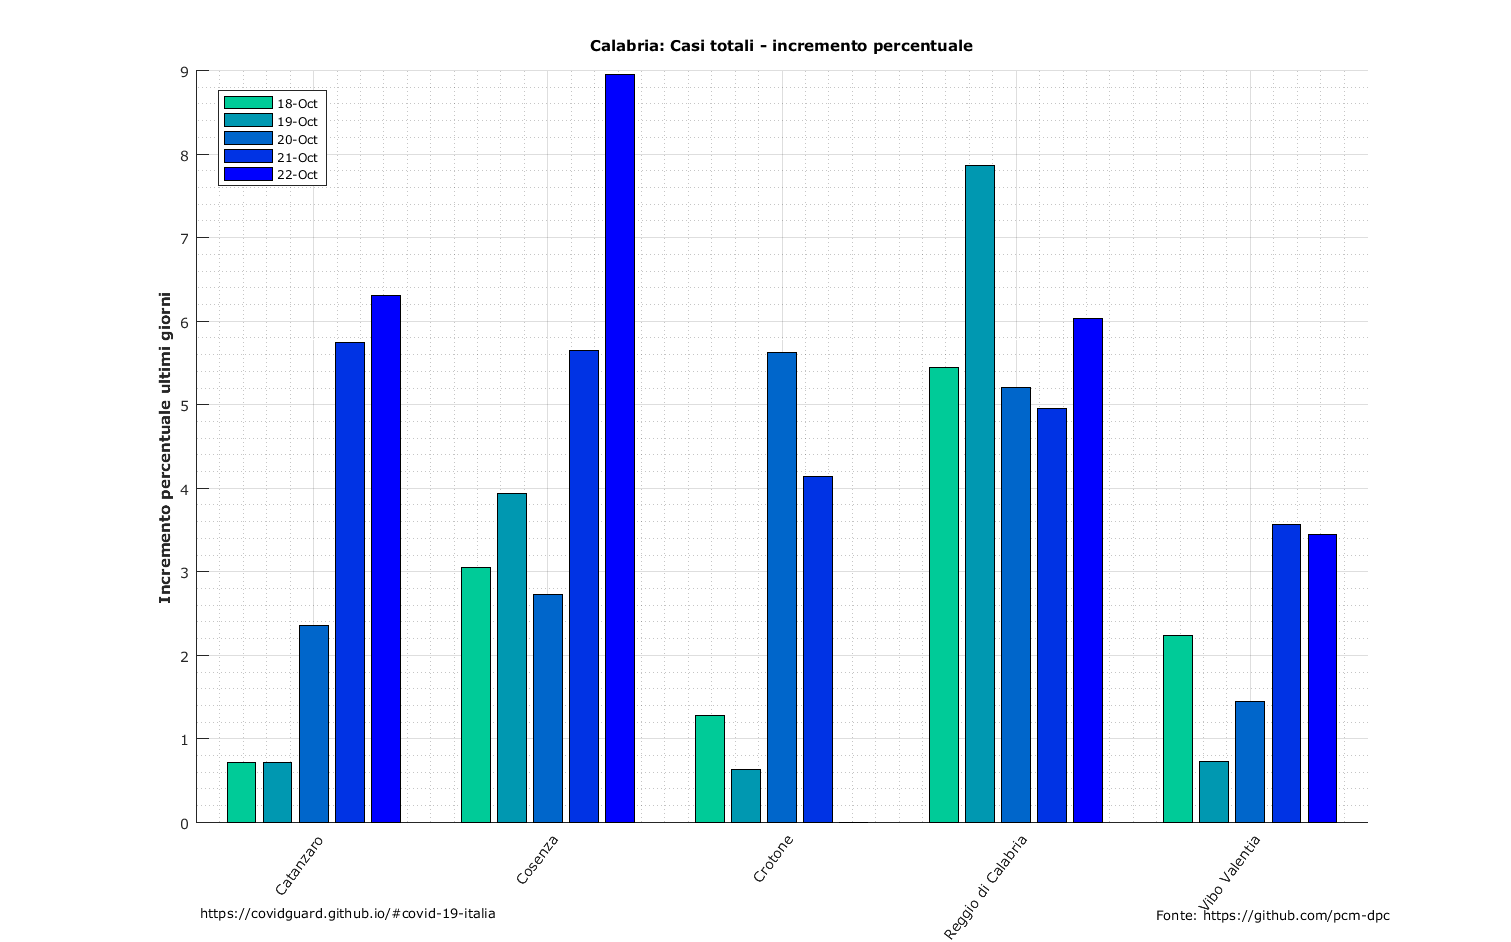 Calabria: Casi totali - incremento percentuale
9
8
7
6
5
4
3
2
1
0
18-Oct
19-Oct
20-Oct
21-Oct
22-Oct
Incremento percentuale ultimi giorni
Catanzaro
Cosenza
Crotone
Reggio di Calabria
Vibo Valentia
https://covidguard.github.io/#covid-19-italia
Fonte: https://github.com/pcm-dpc